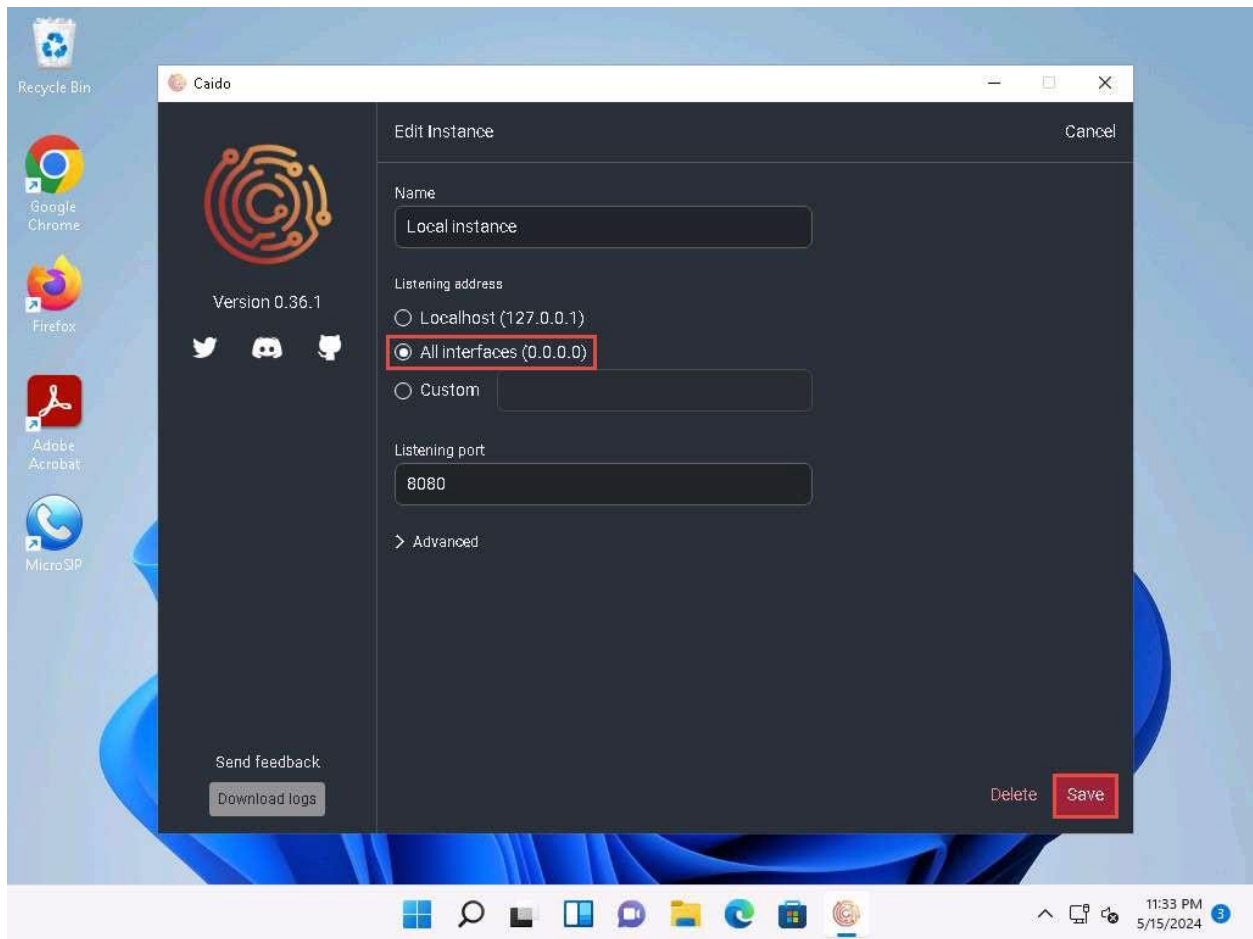 Recycle Bin
Google
Chrome
Firefox
Adobe
Acrobat
MicroSIP
Caido
Version 0.36.1
Send feedback
Download logs
Edit Instance
Cancel
Name
Local instance
Listening address
Localhost (127.0.0.1)
All interfaces (0.0.0.0)
Custom
Listening port
8080
Advanced
Delete
Save
11:33 PM
5/15/2024
3